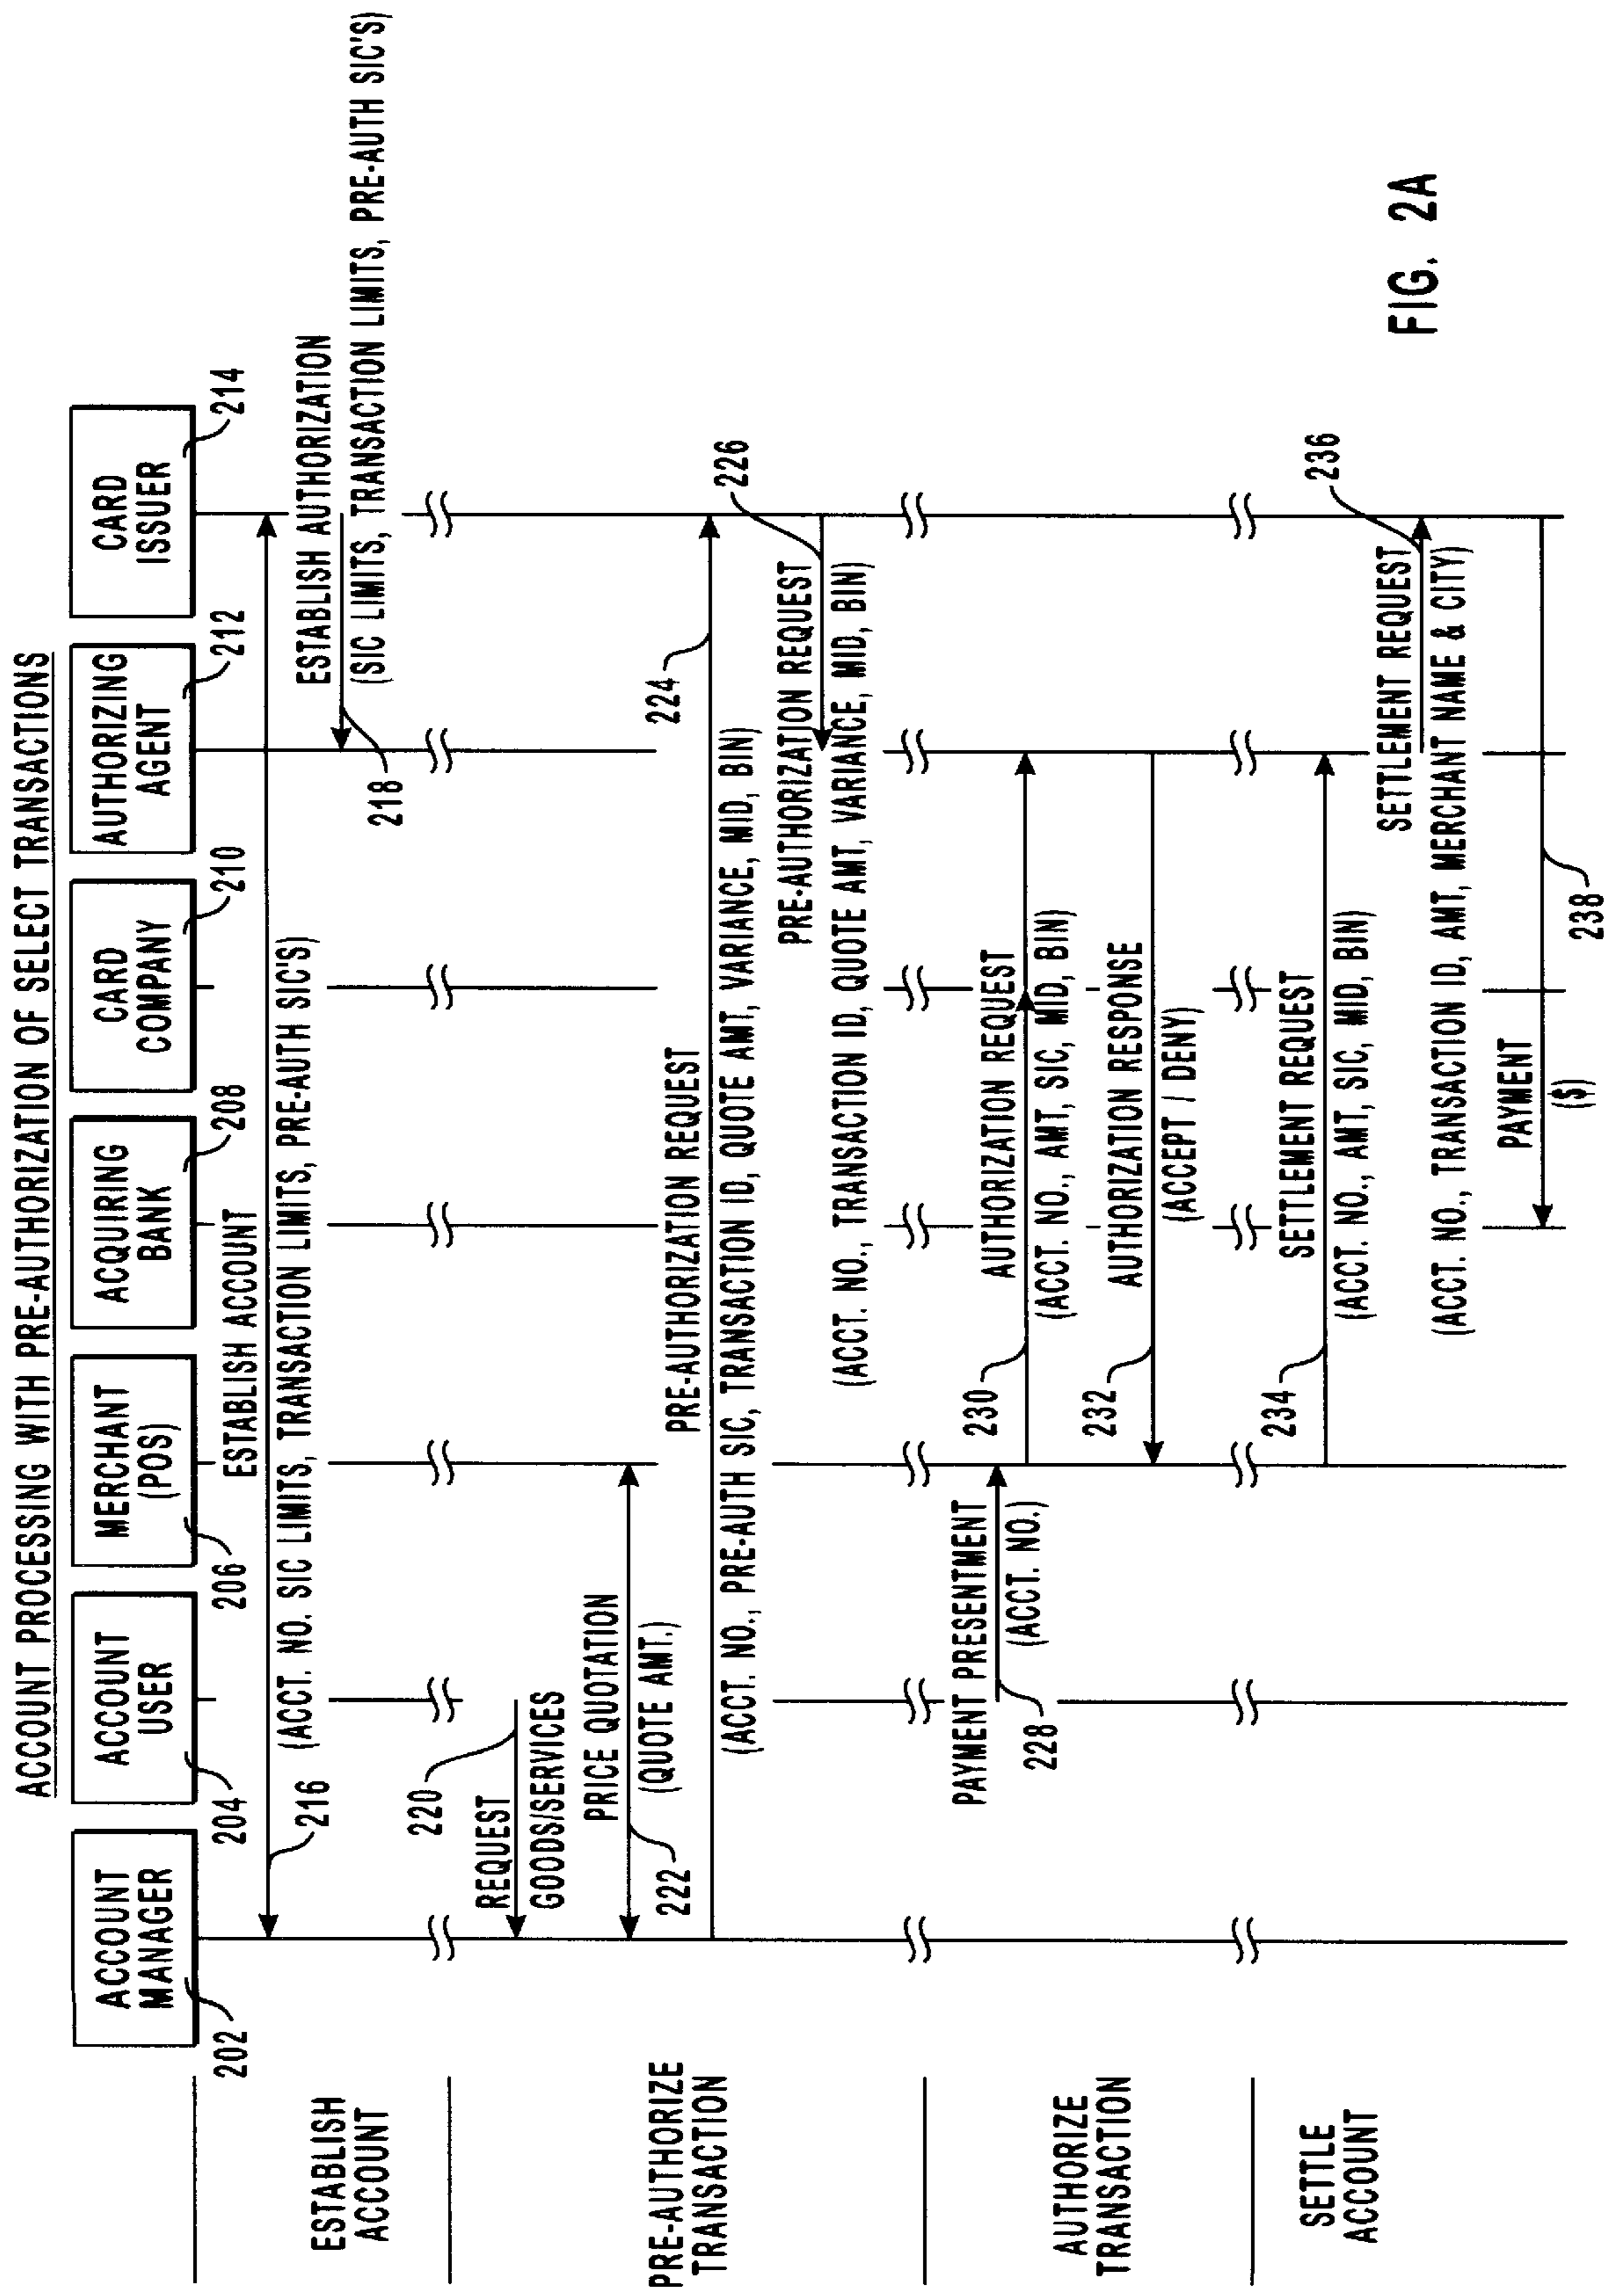 ACCOUNT PROCESSING WITH PRE-AUTHORIZATION OF SELECT TRANSACTIONS
ACCOUNT
MANAGER
202
ACCOUNT
USER
204
MERCHANT
(POS)
206
ACQUIRING
BANK
208
CARD
COMPANY
210
AUTHORIZING
AGENT
212
CARD
ISSUER
214
ESTABLISH
ACCOUNT
ESTABLISH ACCOUNT
(ACCT. NO. SIC LIMITS, TRANSACTION LIMITS, PRE-AUTH SIC'S)
216
ESTABLISH AUTHORIZATION
(SIC LIMITS, TRANSACTION LIMITS, PRE-AUTH SIC'S)
218
PRE-AUTHORIZE
TRANSACTION
220
REQUEST
GOODS/SERVICES
PRICE QUOTATION
(QUOTE AMT.)
222
PRE-AUTHORIZATION REQUEST
224
(ACCT. NO., PRE-AUTH SIC, TRANSACTION ID, QUOTE AMT, VARIANCE, MID, BIN)
226
PRE-AUTHORIZATION REQUEST
(ACCT. NO., TRANSACTION ID, QUOTE AMT, VARIANCE, MID, BIN)
AUTHORIZE
TRANSACTION
PAYMENT PRESENTMENT
(ACCT. NO.)
228
230
AUTHORIZATION REQUEST
(ACCT. NO., AMT, SIC, MID, BIN)
232
AUTHORIZATION RESPONSE
(ACCEPT / DENY)
SETTLE
ACCOUNT
234
SETTLEMENT REQUEST
(ACCT. NO., AMT, SIC, MID, BIN)
236
SETTLEMENT REQUEST
(ACCT. NO., TRANSACTION ID, AMT, MERCHANT NAME & CITY)
PAYMENT
($)
238
FIG. 2A